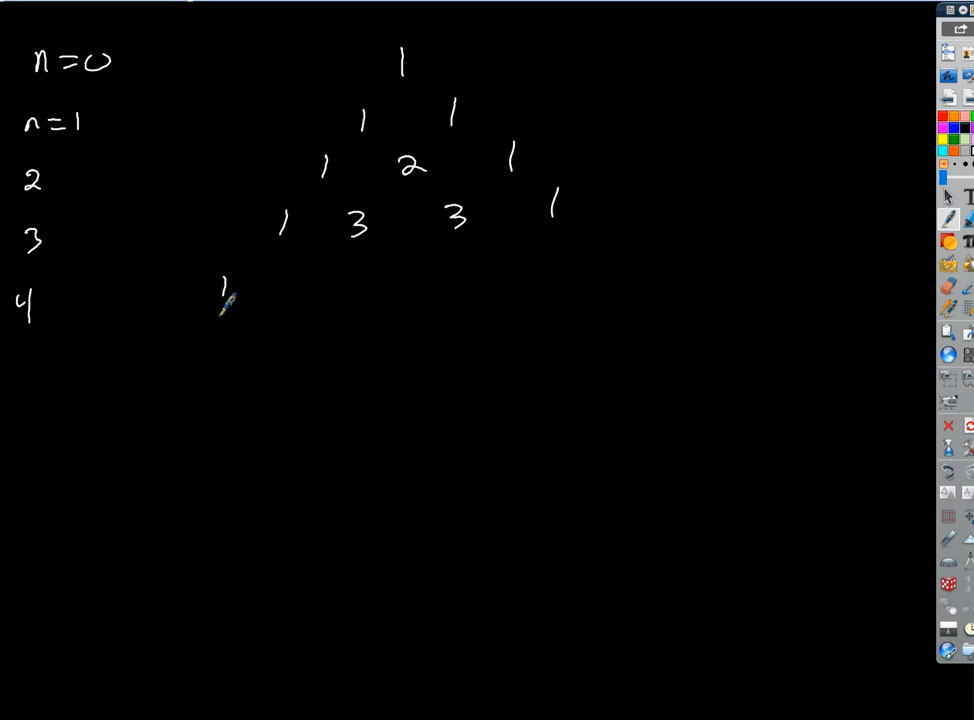 n=0 1
n=1 1 1
2 1 2 1
3 1 3 3 1
4 1